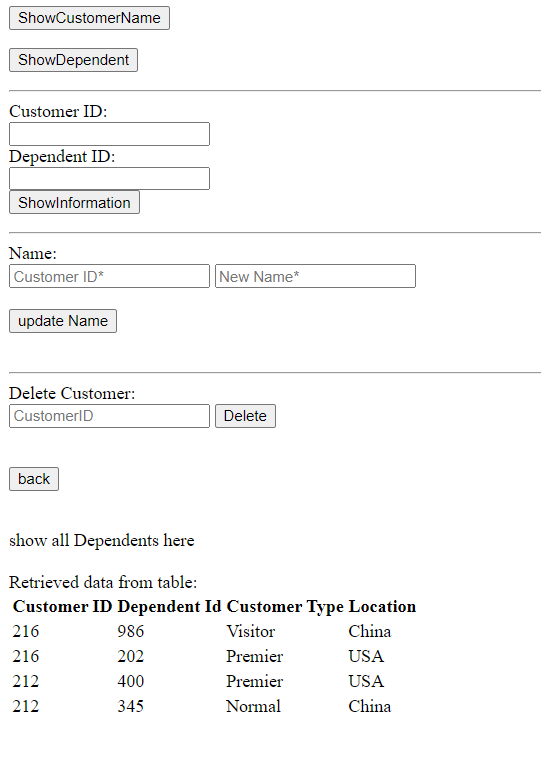 ShowCustomerName
ShowDependent
Customer ID:
Dependent ID:
ShowInformation
Name:
Customer ID* New Name*
update Name
Delete Customer:
CustomerID Delete
back
show all Dependents here
Retrieved data from table:
Customer ID Dependent Id Customer Type Location
216 986 Visitor China
216 202 Premier USA
212 400 Premier USA
212 345 Normal China